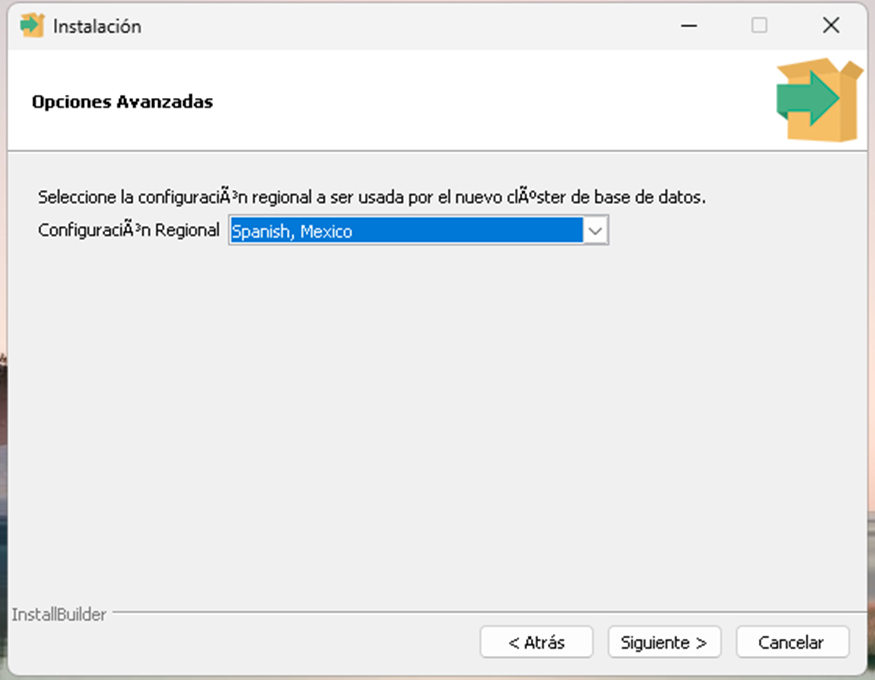 Instalación
Opciones Avanzadas
Seleccione la configuraciÃ³n regional a ser usada por el nuevo clÃºster de base de datos.
ConfiguraciÃ³n Regional Spanish, Mexico
InstallBuilder
< Atrás Siguiente > Cancelar